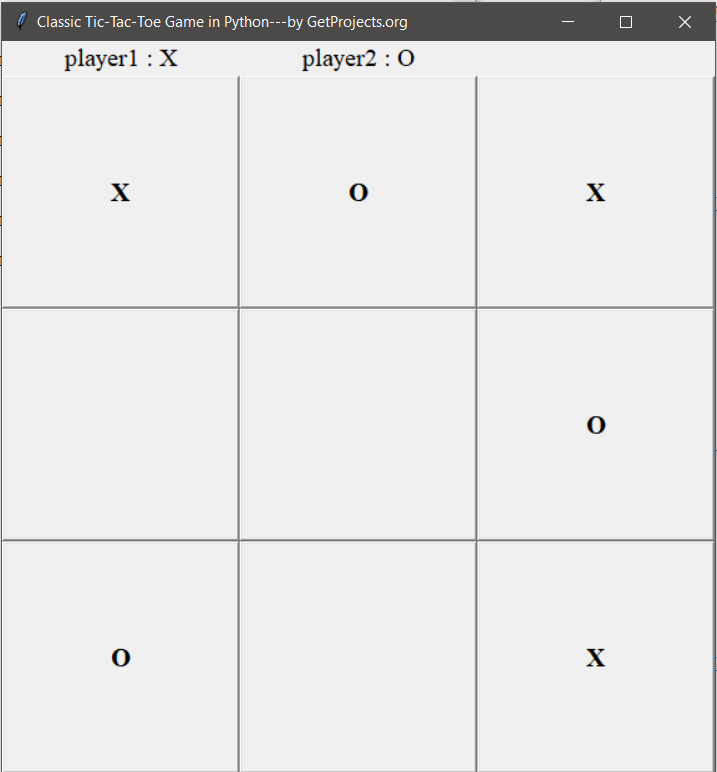 Classic Tic-Tac-Toe Game in Python---by GetProjects.org
player1 : X player2 : O
X O X
O
O X